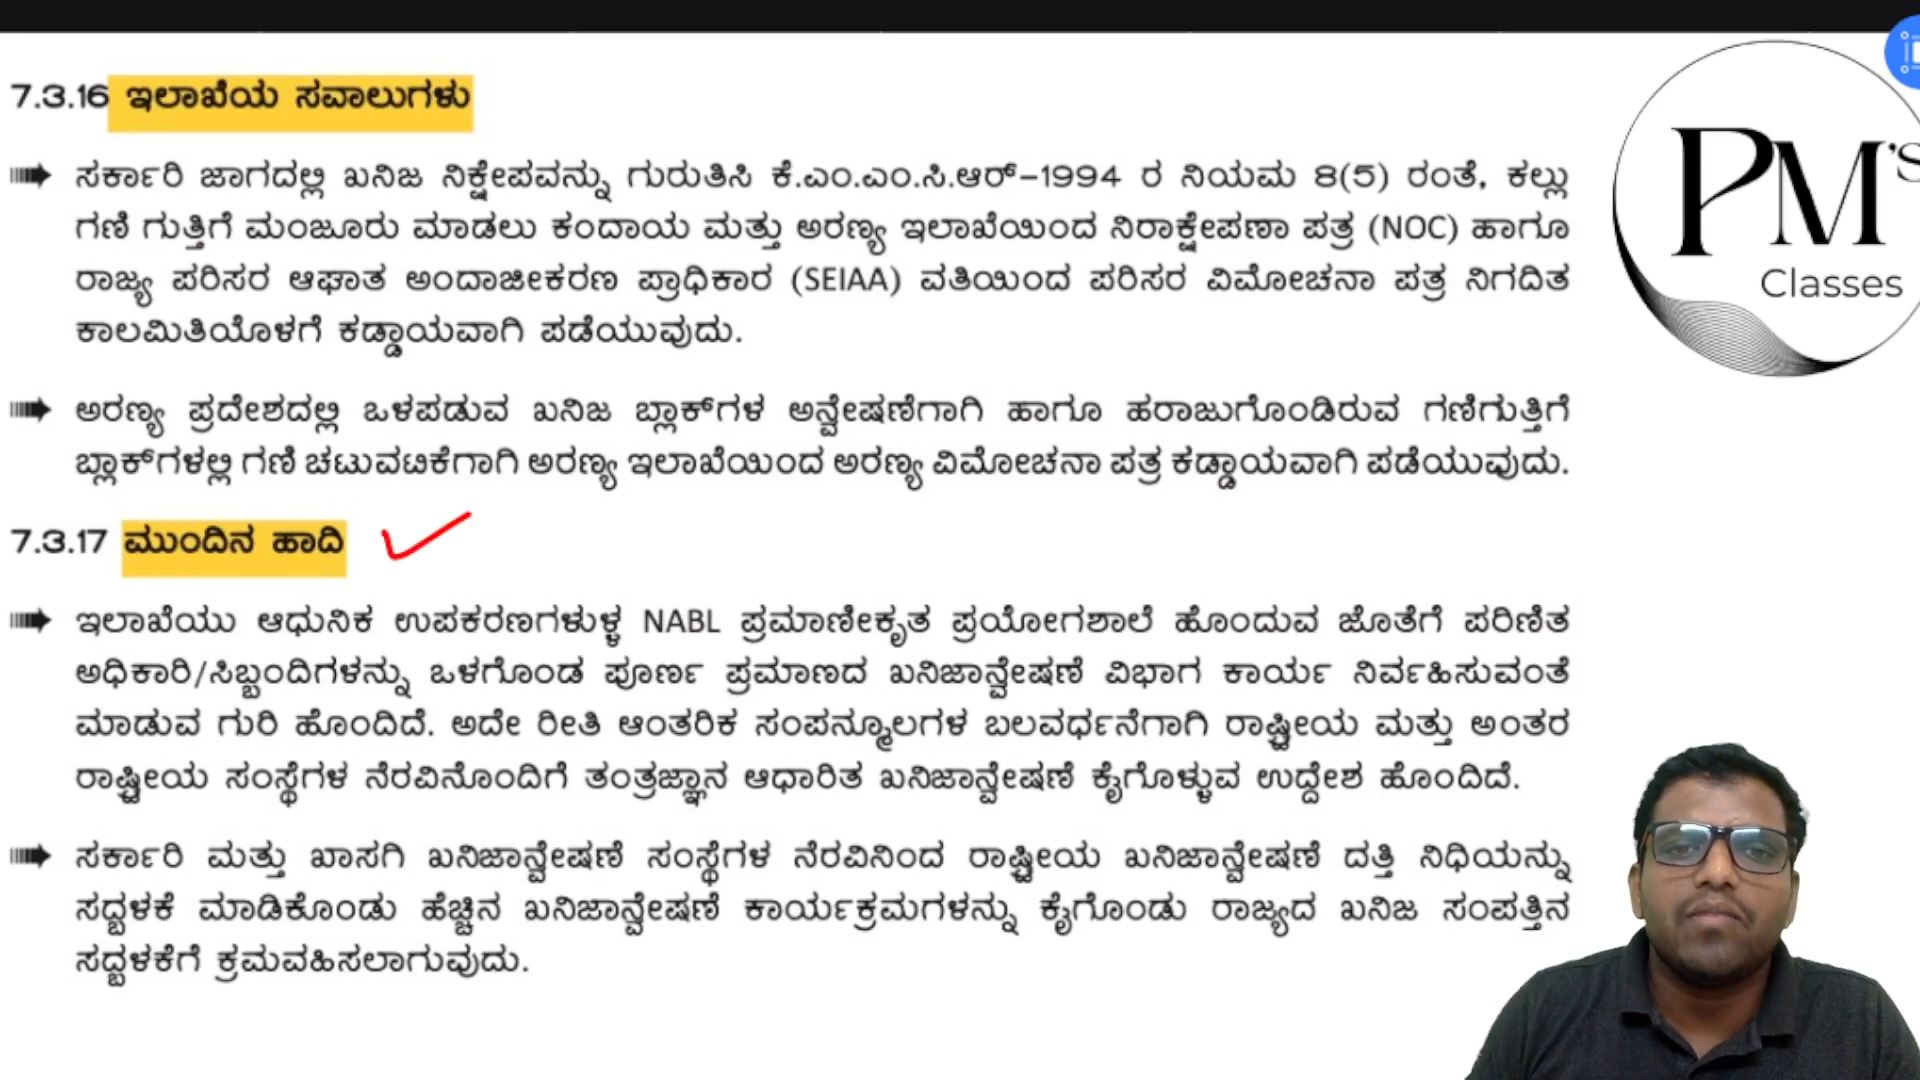 7.3.16 ಇಲಾಖೆಯ ಸವಾಲುಗಳು
ಸರ್ಕಾರಿ ಜಾಗದಲ್ಲಿ ಖನಿಜ ನಿಕ್ಷೇಪವನ್ನು ಗುರುತಿಸಿ ಕೆ.ಎಂ.ಎಂ.ಸಿ.ಆರ್-1994 ರ ನಿಯಮ 8(5) ರಂತೆ, ಕಲ್ಲು
ಗಣಿ ಗುತ್ತಿಗೆ ಮಂಜೂರು ಮಾಡಲು ಕಂದಾಯ ಮತ್ತು ಅರಣ್ಯ ಇಲಾಖೆಯಿಂದ ನಿರಾಕ್ಷೇಪಣಾ ಪತ್ರ (NOC) ಹಾಗೂ
ರಾಜ್ಯ ಪರಿಸರ ಆಘಾತ ಅಂದಾಜೀಕರಣ ಪ್ರಾಧಿಕಾರ (SEIAA) ವತಿಯಿಂದ ಪರಿಸರ ವಿಮೋಚನಾ ಪತ್ರ ನಿಗದಿತ
ಕಾಲಮಿತಿಯೊಳಗೆ ಕಡ್ಡಾಯವಾಗಿ ಪಡೆಯುವುದು.
ಅರಣ್ಯ ಪ್ರದೇಶದಲ್ಲಿ ಒಳಪಡುವ ಖನಿಜ ಬ್ಲಾಕ್‌ಗಳ ಅನ್ವೇಷಣೆಗಾಗಿ ಹಾಗೂ ಹರಾಜುಗೊಂಡಿರುವ ಗಣಿಗುತ್ತಿಗೆ
ಬ್ಲಾಕ್‌ಗಳಲ್ಲಿ ಗಣಿ ಚಟುವಟಿಕೆಗಾಗಿ ಅರಣ್ಯ ಇಲಾಖೆಯಿಂದ ಅರಣ್ಯ ವಿಮೋಚನಾ ಪತ್ರ ಕಡ್ಡಾಯವಾಗಿ ಪಡೆಯುವುದು.
7.3.17 ಮುಂದಿನ ಹಾದಿ
ಇಲಾಖೆಯು ಆಧುನಿಕ ಉಪಕರಣಗಳುಳ್ಳ NABL ಪ್ರಮಾಣೀಕೃತ ಪ್ರಯೋಗಶಾಲೆ ಹೊಂದುವ ಜೊತೆಗೆ ಪರಿಣಿತ
ಅಧಿಕಾರಿ/ಸಿಬ್ಬಂದಿಗಳನ್ನು ಒಳಗೊಂಡ ಪೂರ್ಣ ಪ್ರಮಾಣದ ಖನಿಜಾನ್ವೇಷಣೆ ವಿಭಾಗ ಕಾರ್ಯ ನಿರ್ವಹಿಸುವಂತೆ
ಮಾಡುವ ಗುರಿ ಹೊಂದಿದೆ. ಅದೇ ರೀತಿ ಆಂತರಿಕ ಸಂಪನ್ಮೂಲಗಳ ಬಲವರ್ಧನೆಗಾಗಿ ರಾಷ್ಟ್ರೀಯ ಮತ್ತು ಅಂತರ
ರಾಷ್ಟ್ರೀಯ ಸಂಸ್ಥೆಗಳ ನೆರವಿನೊಂದಿಗೆ ತಂತ್ರಜ್ಞಾನ ಆಧಾರಿತ ಖನಿಜಾನ್ವೇಷಣೆ ಕೈಗೊಳ್ಳುವ ಉದ್ದೇಶ ಹೊಂದಿದೆ.
ಸರ್ಕಾರಿ ಮತ್ತು ಖಾಸಗಿ ಖನಿಜಾನ್ವೇಷಣೆ ಸಂಸ್ಥೆಗಳ ನೆರವಿನಿಂದ ರಾಷ್ಟ್ರೀಯ ಖನಿಜಾನ್ವೇಷಣೆ ದತ್ತಿ ನಿಧಿಯನ್ನು
ಸದ್ಬಳಕೆ ಮಾಡಿಕೊಂಡು ಹೆಚ್ಚಿನ ಖನಿಜಾನ್ವೇಷಣೆ ಕಾರ್ಯಕ್ರಮಗಳನ್ನು ಕೈಗೊಂಡು ರಾಜ್ಯದ ಖನಿಜ ಸಂಪತ್ತಿನ
ಸದ್ಬಳಕೆಗೆ ಕ್ರಮವಹಿಸಲಾಗುವುದು.
PM's
Classes